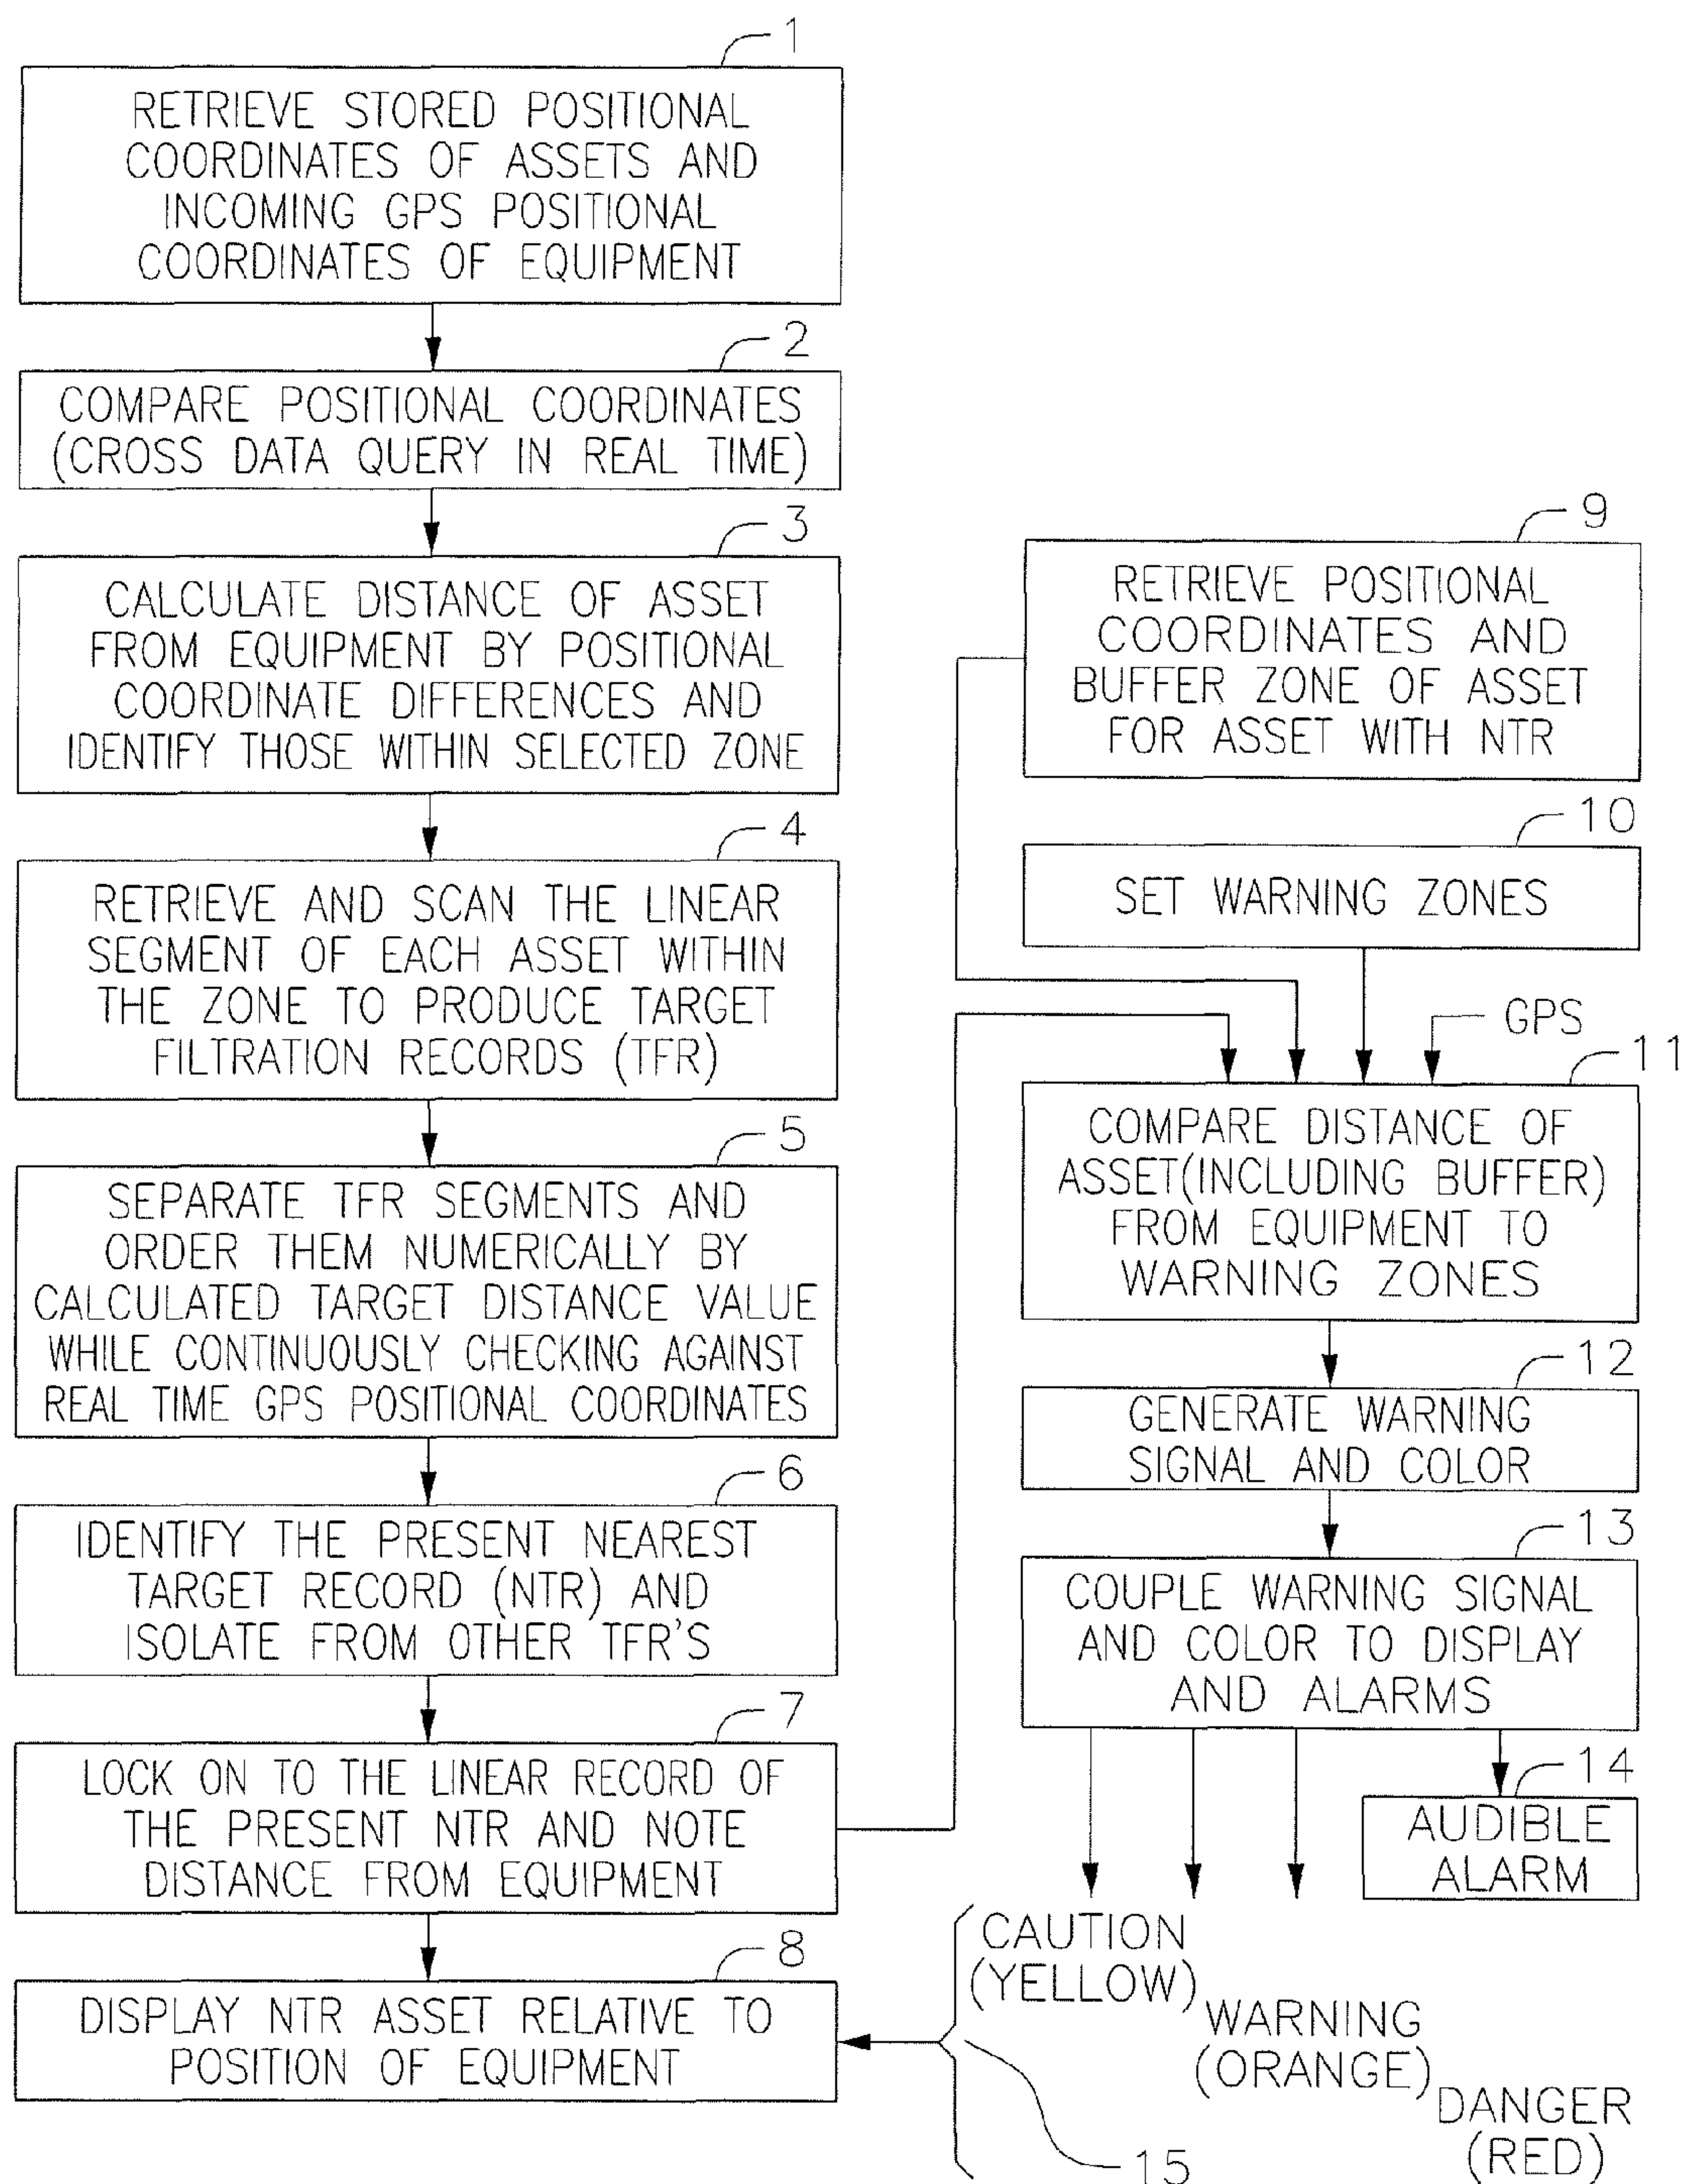 1
RETRIEVE STORED POSITIONAL
COORDINATES OF ASSETS AND
INCOMING GPS POSITIONAL
COORDINATES OF EQUIPMENT
2
COMPARE POSITIONAL COORDINATES
(CROSS DATA QUERY IN REAL TIME)
3
CALCULATE DISTANCE OF ASSET
FROM EQUIPMENT BY POSITIONAL
COORDINATE DIFFERENCES AND
IDENTIFY THOSE WITHIN SELECTED ZONE
4
RETRIEVE AND SCAN THE LINEAR
SEGMENT OF EACH ASSET WITHIN
THE ZONE TO PRODUCE TARGET
FILTRATION RECORDS (TFR)
5
SEPARATE TFR SEGMENTS AND
ORDER THEM NUMERICALLY BY
CALCULATED TARGET DISTANCE VALUE
WHILE CONTINUOUSLY CHECKING AGAINST
REAL TIME GPS POSITIONAL COORDINATES
6
IDENTIFY THE PRESENT NEAREST
TARGET RECORD (NTR) AND
ISOLATE FROM OTHER TFR'S
7
LOCK ON TO THE LINEAR RECORD OF
THE PRESENT NTR AND NOTE
DISTANCE FROM EQUIPMENT
8
DISPLAY NTR ASSET RELATIVE TO
POSITION OF EQUIPMENT
9
RETRIEVE POSITIONAL
COORDINATES AND
BUFFER ZONE OF ASSET
FOR ASSET WITH NTR
10
SET WARNING ZONES
GPS
11
COMPARE DISTANCE OF
ASSET(INCLUDING BUFFER)
FROM EQUIPMENT TO
WARNING ZONES
12
GENERATE WARNING
SIGNAL AND COLOR
13
COUPLE WARNING SIGNAL
AND COLOR TO DISPLAY
AND ALARMS
14
AUDIBLE
ALARM
CAUTION
(YELLOW)
WARNING
(ORANGE)
DANGER
(RED)
15